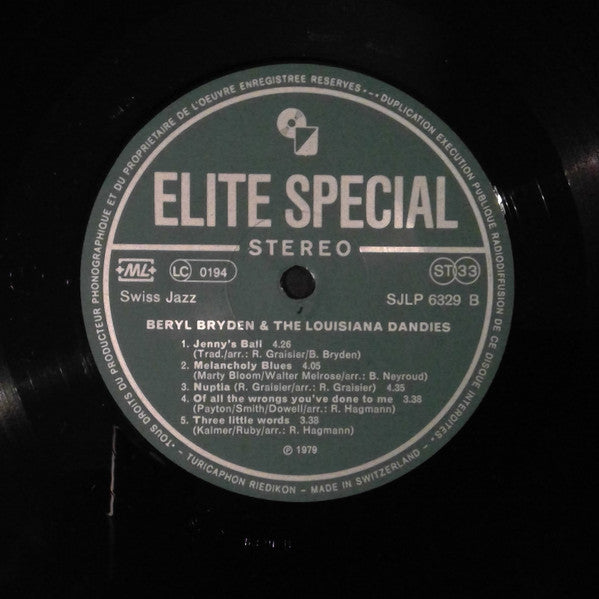 TOUS DROITS DU PRODUCTEUR PHONOGRAPHIQUE ET DU PROPRIETAIRE DE L'OEUVRE ENREGISTREE RESERVES · DUPLICATION EXECUTION PUBLIQUE RADIODIFFUSION DE CE DISQUE INTERDITES
ELITE SPECIAL
STEREO
ML LC 0194 ST 33
Swiss Jazz SJLP 6329 B
BERYL BRYDEN & THE LOUISIANA DANDIES
1. Jenny's Ball 4.26
(Trad./arr.: R. Graisier/B. Bryden)
2. Melancholy Blues 4.05
(Marty Bloom/Walter Melrose/arr.: B. Neyroud)
3. Nuptia (R. Graisier/arr.: R. Graisier) 4.35
4. Of all the wrongs you've done to me 3.38
(Payton/Smith/Dowell/arr.: R. Hagmann)
5. Three little words 3.38
(Kalmer/Ruby/arr.: R. Hagmann)
℗ 1979
TURICAPHON RIEDIKON - MADE IN SWITZERLAND